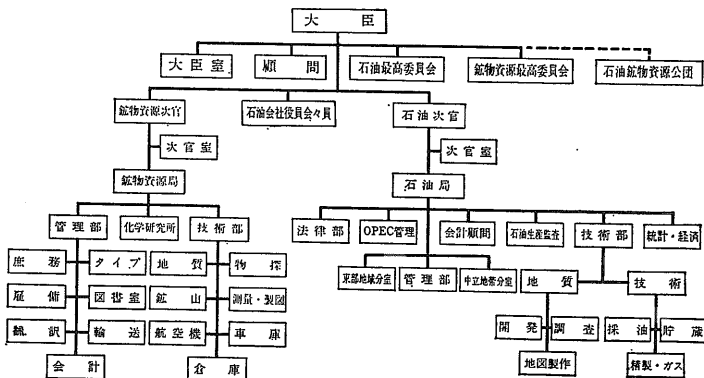 大臣
大臣室
顧問
石油最高委員会
鉱物資源最高委員会
石油鉱物資源公団
鉱物資源次官
石油会社役員会々員
石油次官
次官室
次官室
鉱物資源局
石油局
管理部
化学研究所
技術部
法律部
OPEC管理
会計顧問
石油生産監査
技術部
統計・経済
庶務
タイプ
地質
物探
東部地域分室
管理部
中立地帯分室
地質
技術
雇傭
図書室
鉱山
測量・製図
開発
調査
採油
貯蔵
飜訳
輸送
航空機
車庫
会計
倉庫
地図製作
精製・ガス